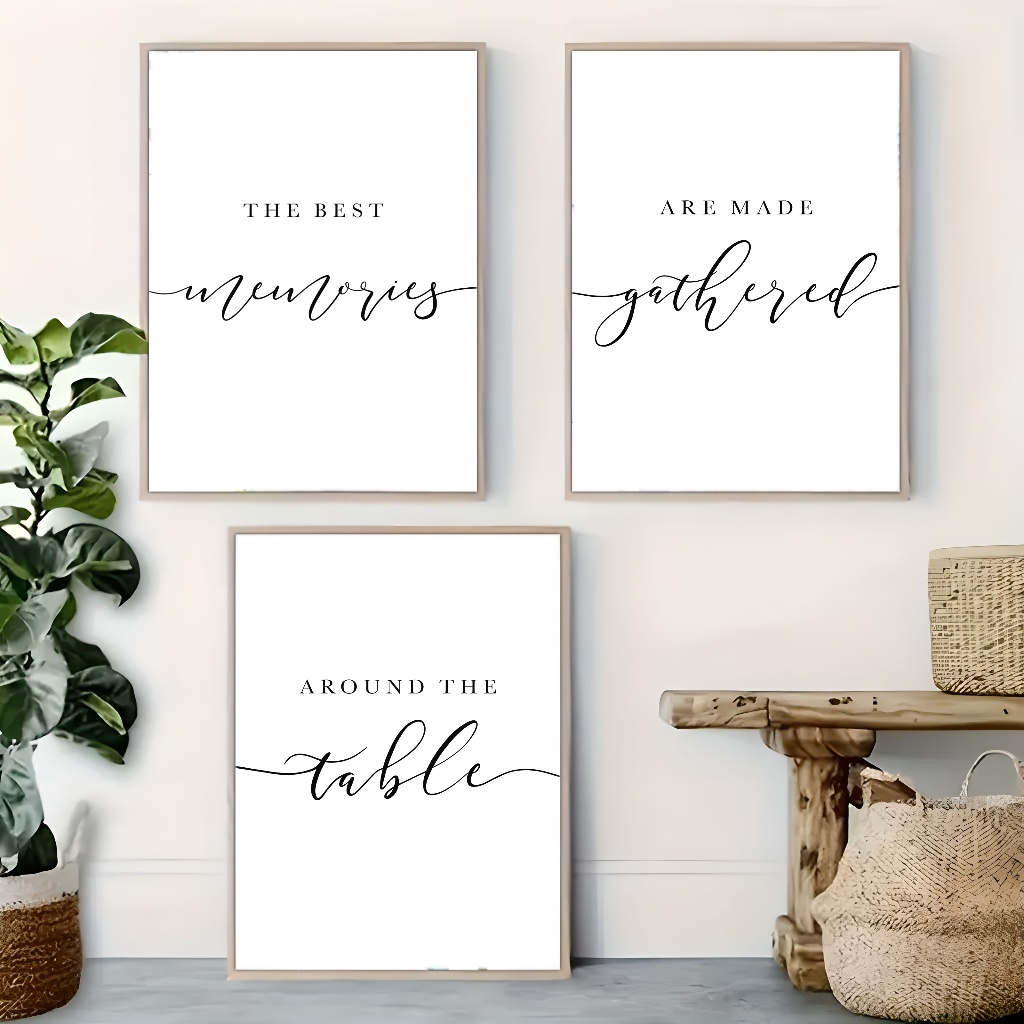 THE BEST
memories
ARE MADE
gathered
AROUND THE
table